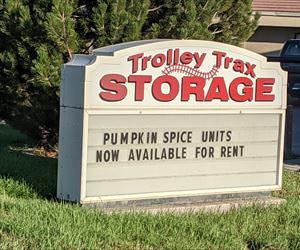 Trolley Trax
STORAGE
PUMPKIN SPICE UNITS
NOW AVAILABLE FOR RENT